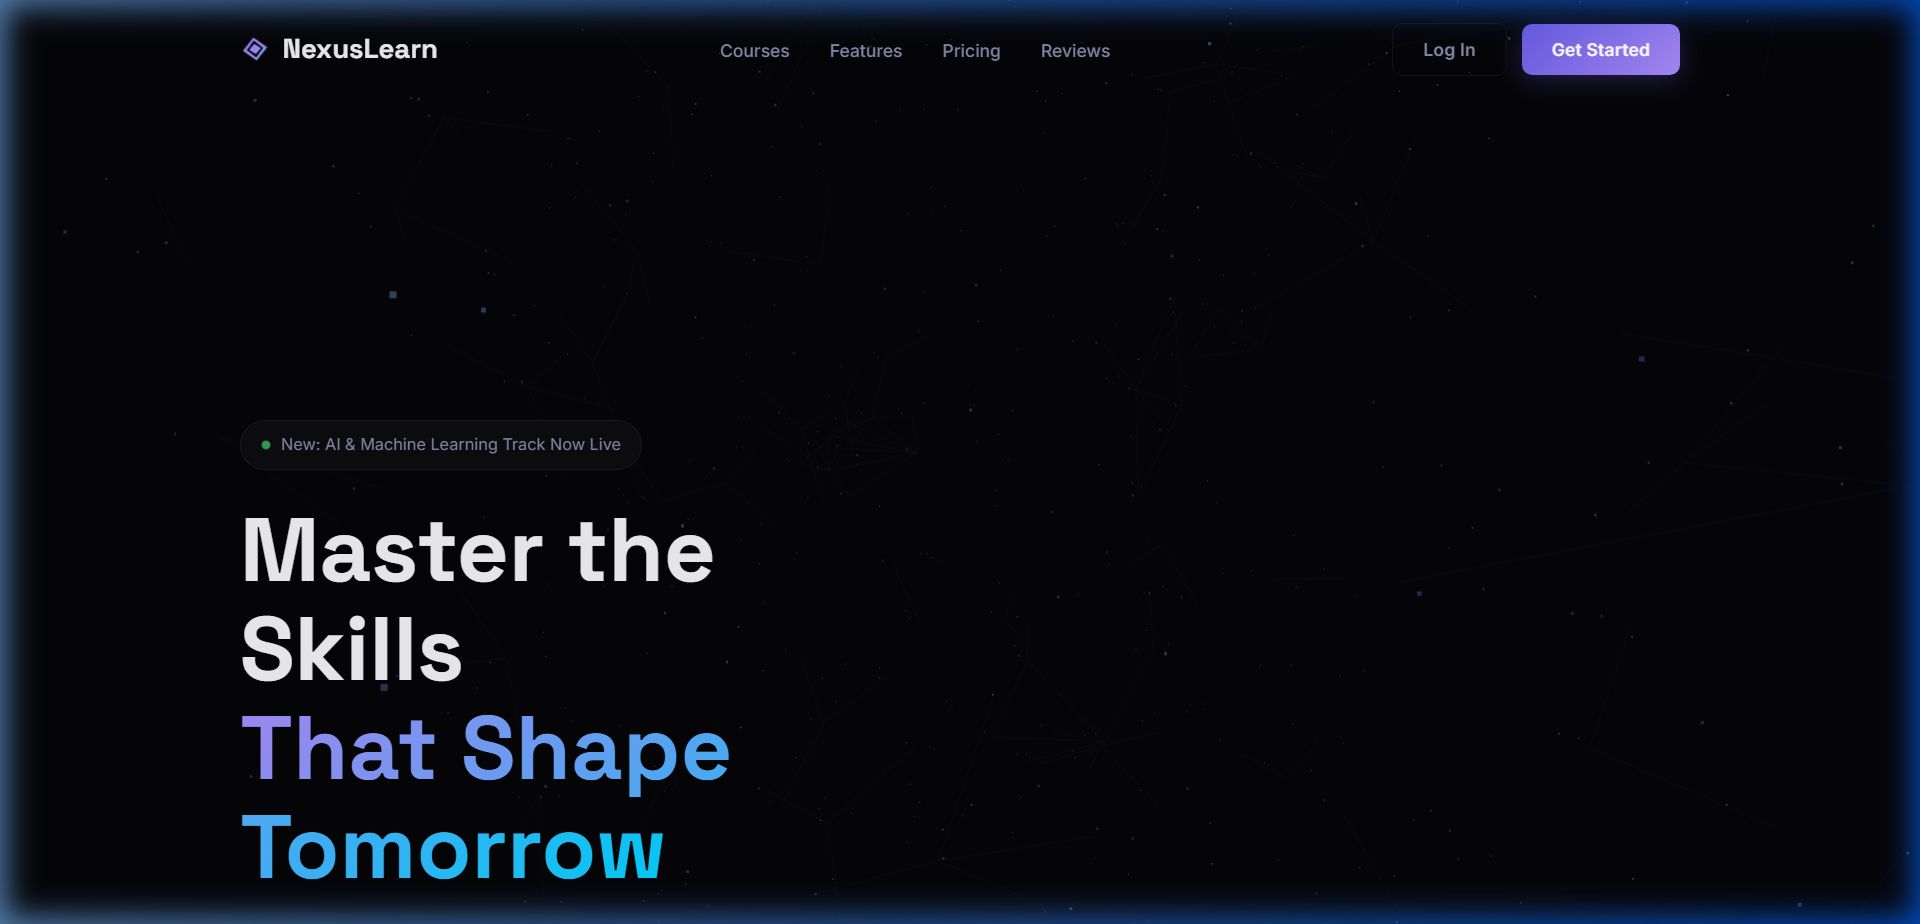 NexusLearn
Courses Features Pricing Reviews
Log In
Get Started
New: AI & Machine Learning Track Now Live
Master the
Skills
That Shape
Tomorrow